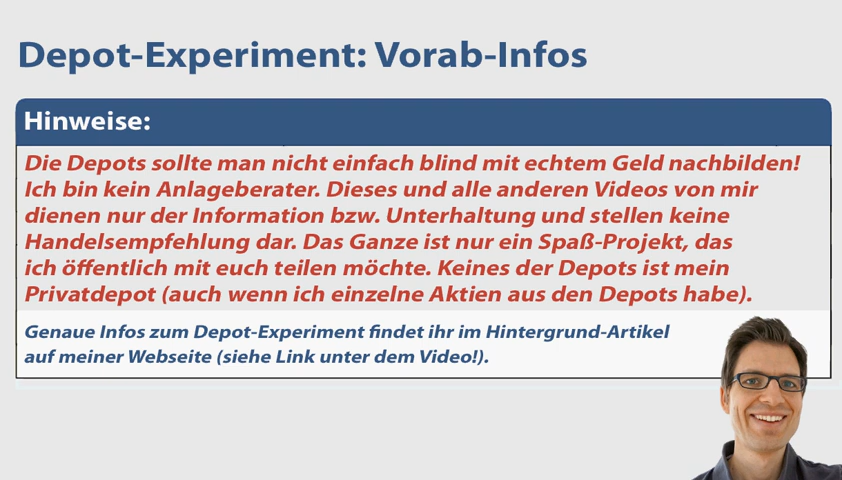 Depot-Experiment: Vorab-Infos
Hinweise:
Die Depots sollte man nicht einfach blind mit echtem Geld nachbilden!
Ich bin kein Anlageberater. Dieses und alle anderen Videos von mir
dienen nur der Information bzw. Unterhaltung und stellen keine
Handelsempfehlung dar. Das Ganze ist nur ein Spaß-Projekt, das
ich öffentlich mit euch teilen möchte. Keines der Depots ist mein
Privatdepot (auch wenn ich einzelne Aktien aus den Depots habe).
Genaue Infos zum Depot-Experiment findet ihr im Hintergrund-Artikel
auf meiner Webseite (siehe Link unter dem Video!).